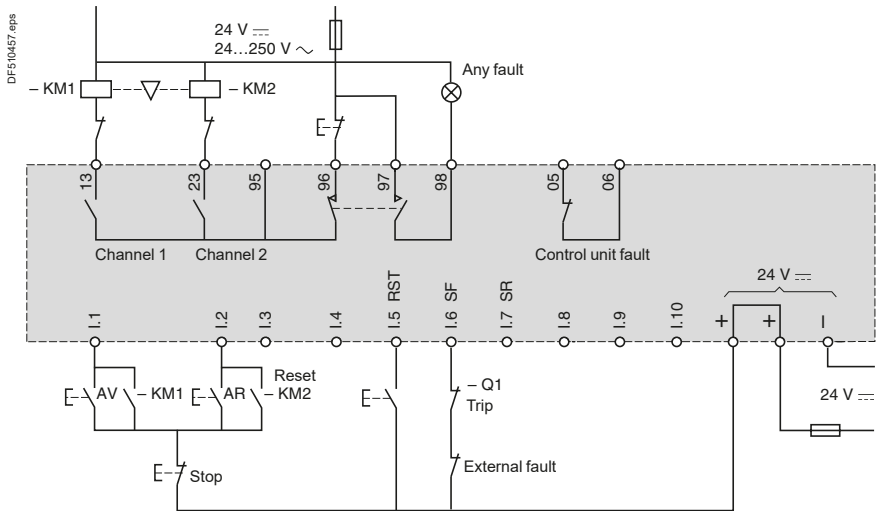 DF510457.eps
24 V ⎓
24...250 V ∼
Any fault
– KM1
– KM2
13
23
95
96
97
98
05
06
Channel 1
Channel 2
Control unit fault
24 V ⎓
I.1
I.2
I.3
I.4
I.5 RST
I.6 SF
I.7 SR
I.8
I.9
I.10
+
+
I
AV
– KM1
AR
Reset
– KM2
– Q1
Trip
24 V ⎓
Stop
External fault